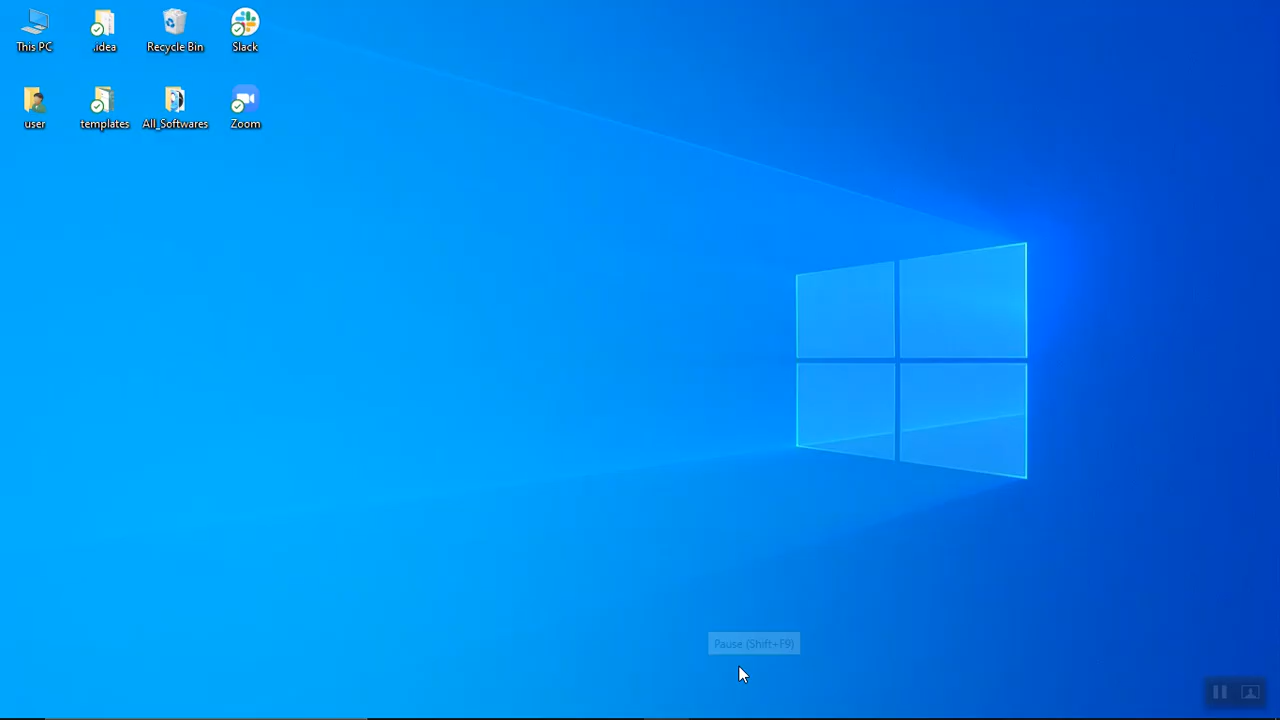 This PC
.idea
Recycle Bin
Slack
user
templates
All_Softwares
Zoom
Pause (Shift+F9)